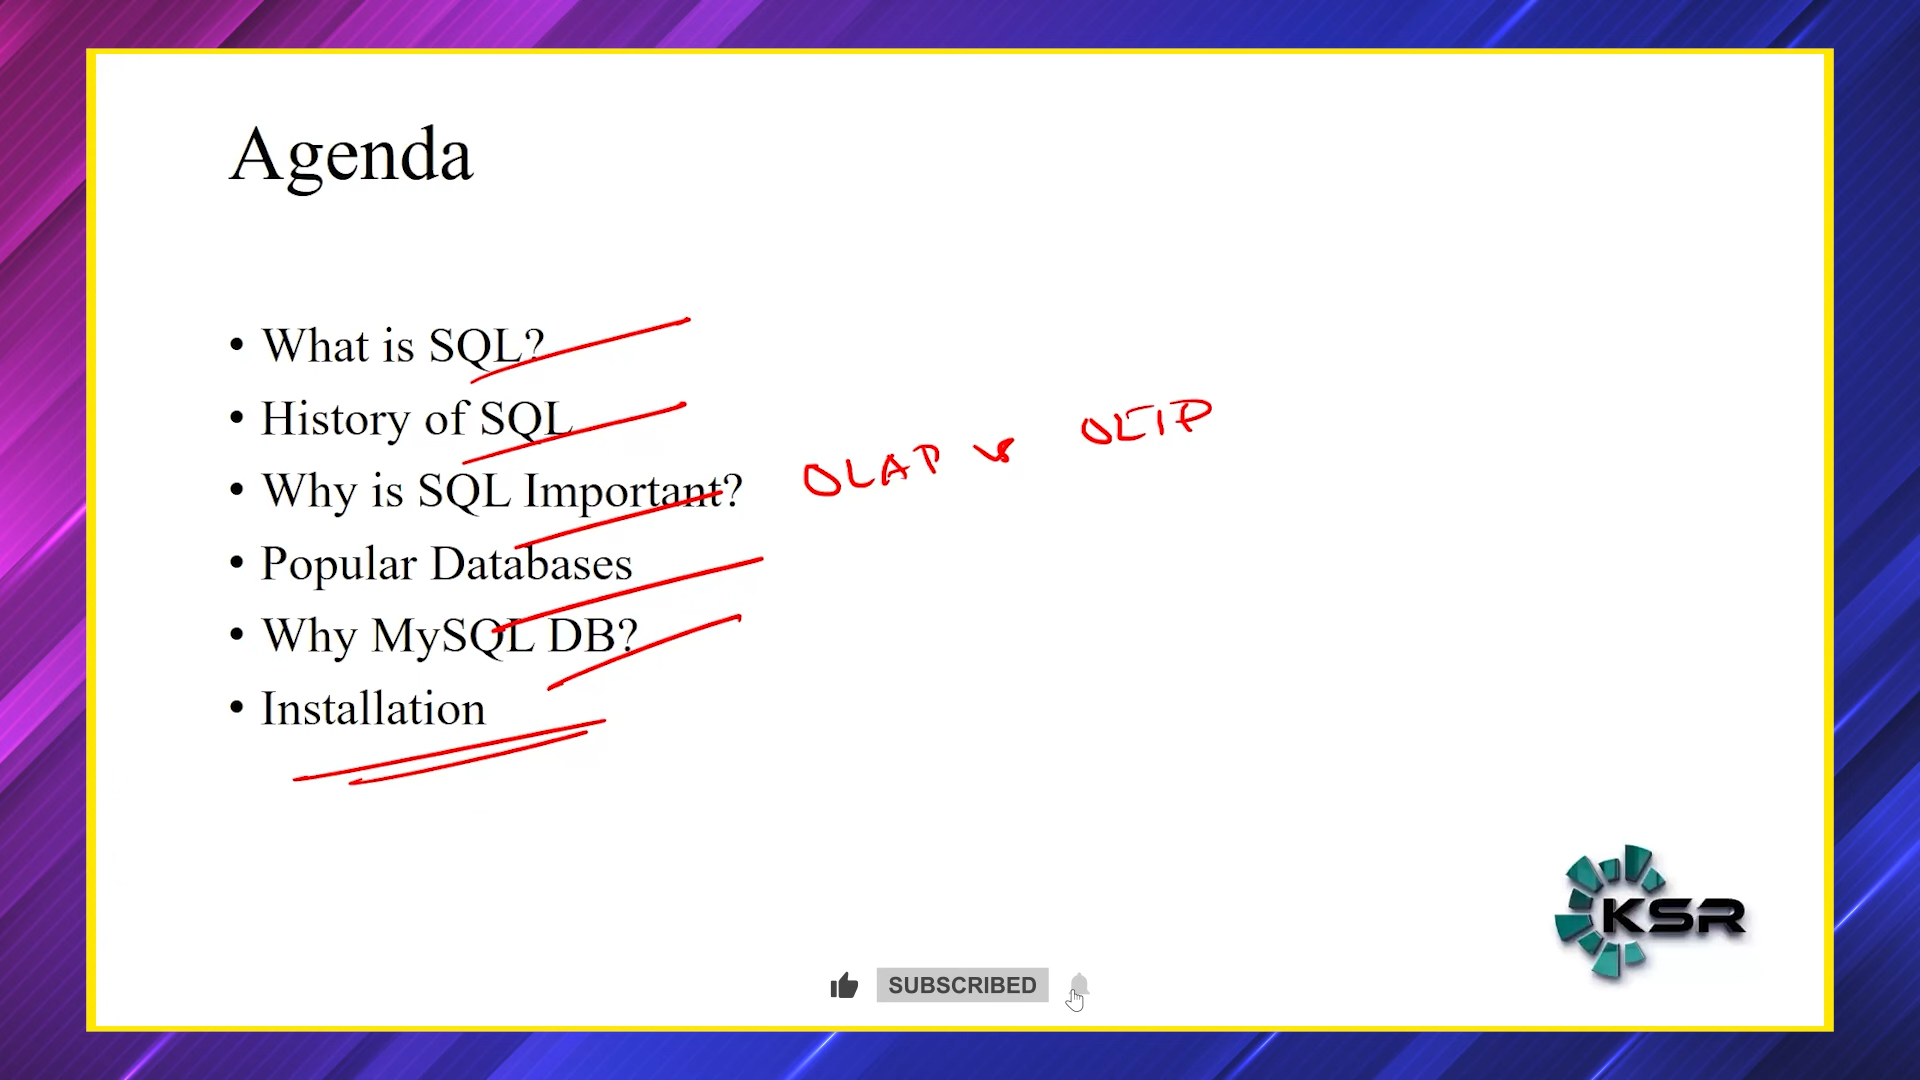 Agenda
• What is SQL?
• History of SQL
• Why is SQL Important?
OLAP vs OLTP
• Popular Databases
• Why MySQL DB?
• Installation
KSR
SUBSCRIBED